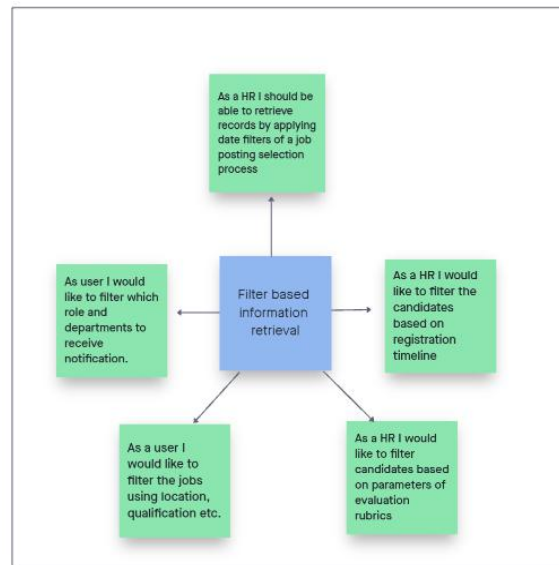 As a HR I should be
able to retrieve
records by applying
date filters of a job
posting selection
process
As user I would
like to filter which
role and
departments to
receive
notification.
Filter based
information
retrieval
As a HR I would
like to filter the
candidates
based on
registration
timeline
As a user I
would like to
filter the jobs
using location,
qualification etc.
As a HR I would
like to filter
candidates based
on parameters of
evaluation
rubrics